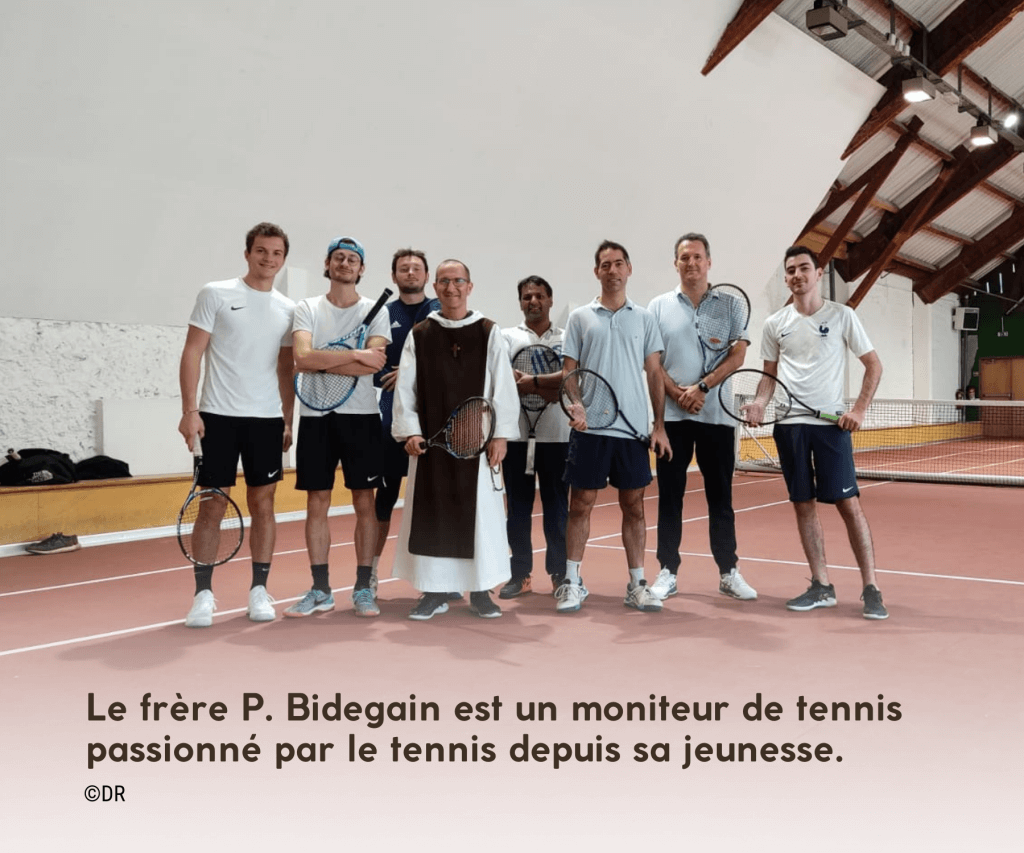 Le frère P. Bidegain est un moniteur de tennis
passionné par le tennis depuis sa jeunesse.
©DR